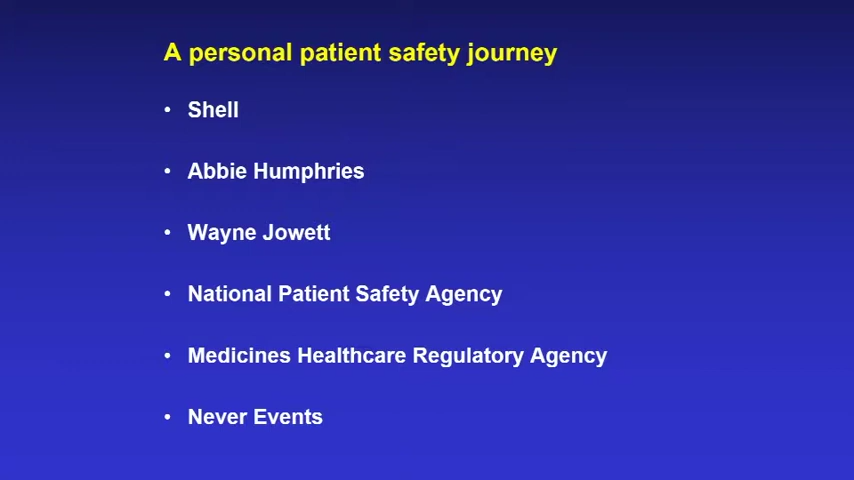 A personal patient safety journey
• Shell
• Abbie Humphries
• Wayne Jowett
• National Patient Safety Agency
• Medicines Healthcare Regulatory Agency
• Never Events